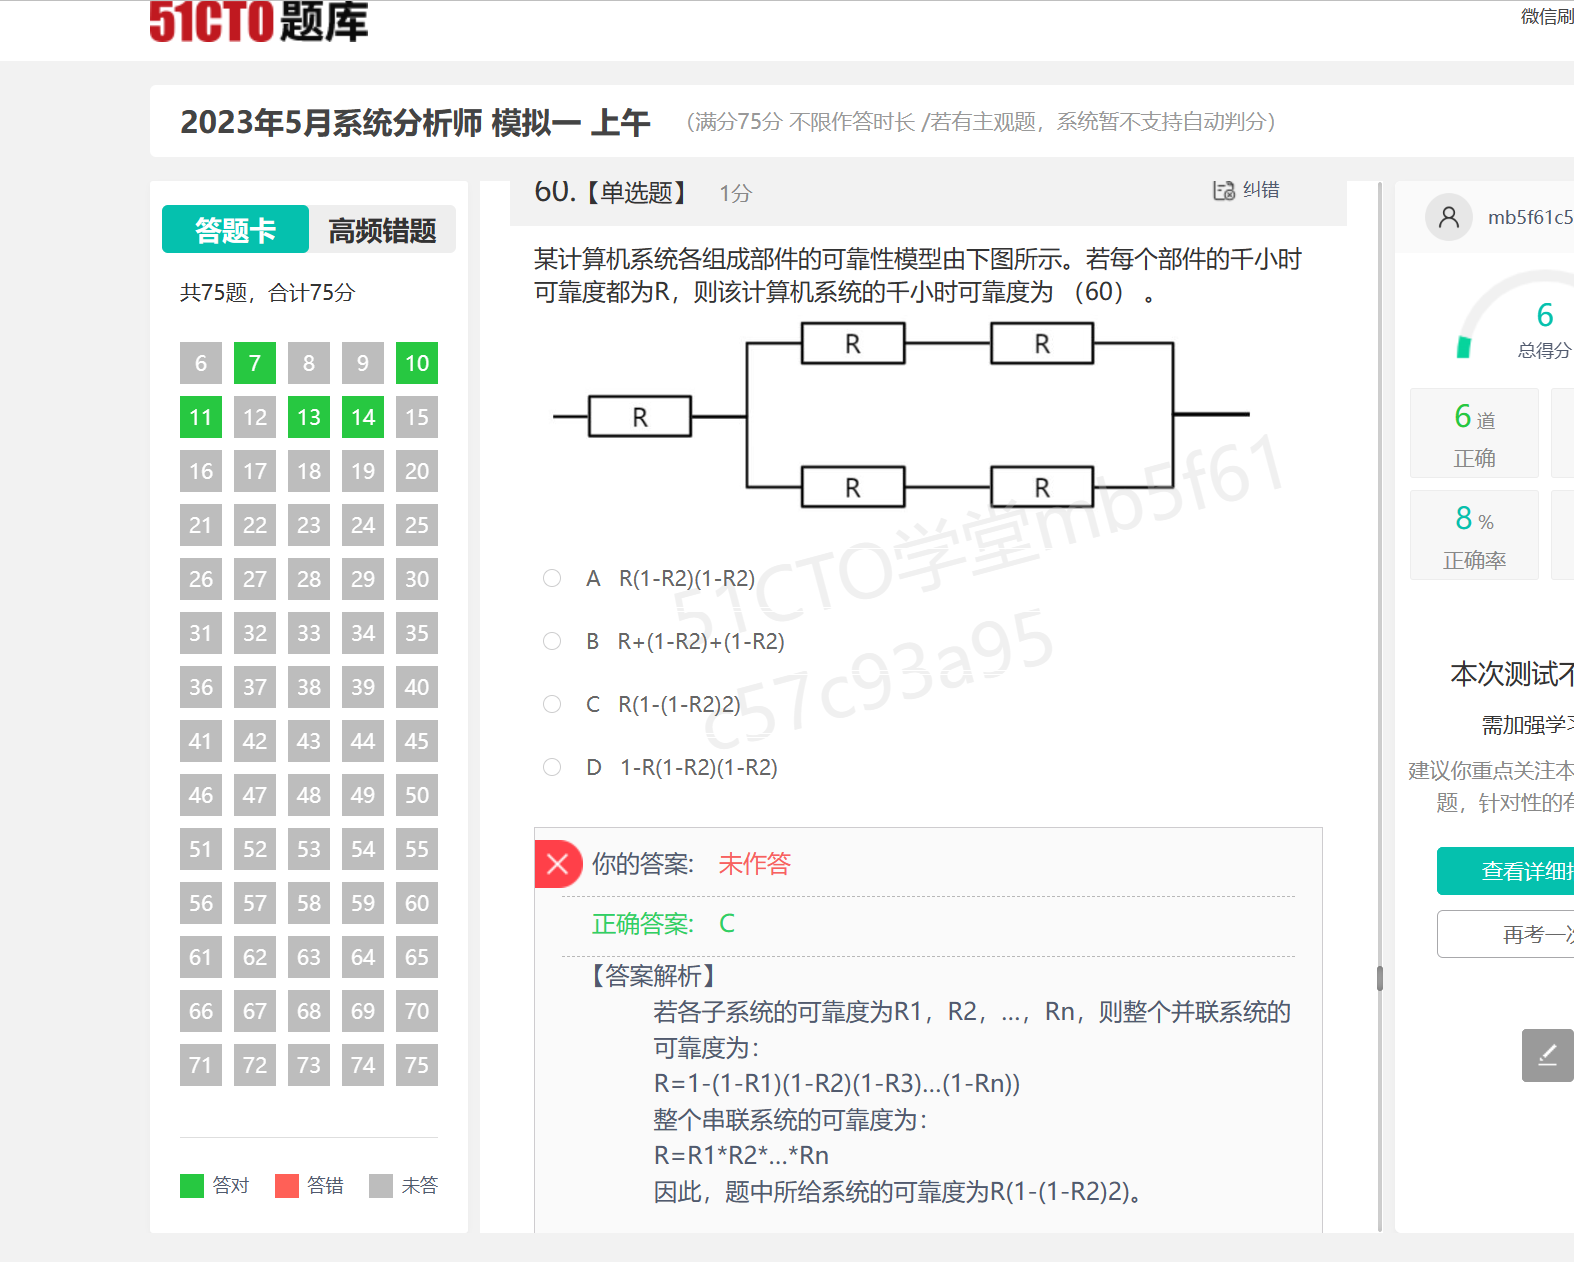 51CTO题库
微信刷
2023年5月系统分析师 模拟一 上午 （满分75分 不限作答时长 /若有主观题，系统暂不支持自动判分）
答题卡 高频错题
共75题，合计75分
6 7 8 9 10
11 12 13 14 15
16 17 18 19 20
21 22 23 24 25
26 27 28 29 30
31 32 33 34 35
36 37 38 39 40
41 42 43 44 45
46 47 48 49 50
51 52 53 54 55
56 57 58 59 60
61 62 63 64 65
66 67 68 69 70
71 72 73 74 75
答对 答错 未答
60.【单选题】 1分 纠错
某计算机系统各组成部件的可靠性模型由下图所示。若每个部件的千小时
可靠度都为R，则该计算机系统的千小时可靠度为 （60） 。
R R
R
R R
51CTO学堂mb5f61
c57c93a95
A R(1-R2)(1-R2)
B R+(1-R2)+(1-R2)
C R(1-(1-R2)2)
D 1-R(1-R2)(1-R2)
你的答案: 未作答
正确答案: C
【答案解析】
若各子系统的可靠度为R1，R2，…，Rn，则整个并联系统的
可靠度为：
R=1-(1-R1)(1-R2)(1-R3)…(1-Rn))
整个串联系统的可靠度为：
R=R1*R2*…*Rn
因此，题中所给系统的可靠度为R(1-(1-R2)2)。
mb5f61c5
6
总得分
6 道
正确
8 %
正确率
本次测试不
需加强学习
建议你重点关注本
题，针对性的有
查看详细报
再考一次